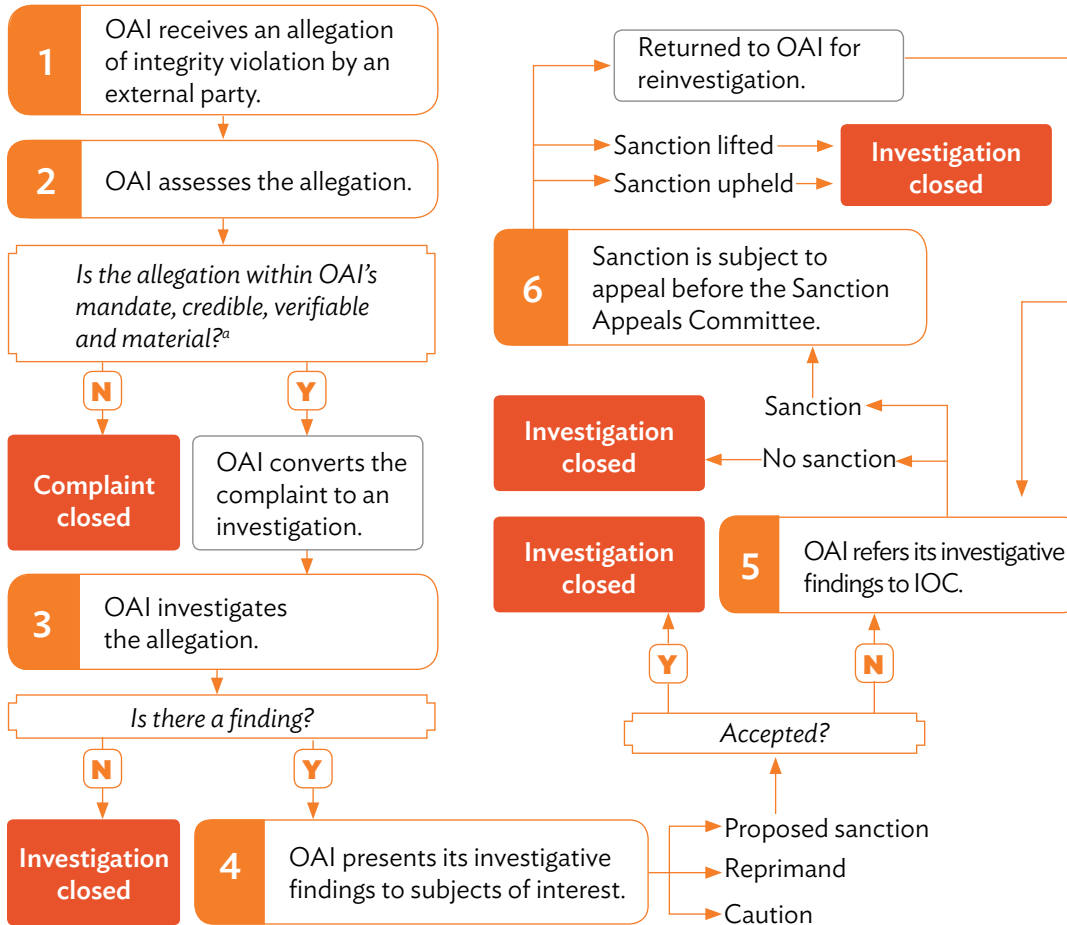 1
OAI receives an allegation
of integrity violation by an
external party.
2
OAI assesses the allegation.
Is the allegation within OAI’s
mandate, credible, verifiable
and material?ᵃ
N
Y
Complaint
closed
OAI converts the
complaint to an
investigation.
3
OAI investigates
the allegation.
Is there a finding?
N
Y
Investigation
closed
4
OAI presents its investigative
findings to subjects of interest.
Proposed sanction
Reprimand
Caution
Accepted?
Y
N
Investigation
closed
5
OAI refers its investigative
findings to IOC.
Sanction
No sanction
Investigation
closed
6
Sanction is subject to
appeal before the Sanction
Appeals Committee.
Returned to OAI for
reinvestigation.
Sanction lifted
Sanction upheld
Investigation
closed